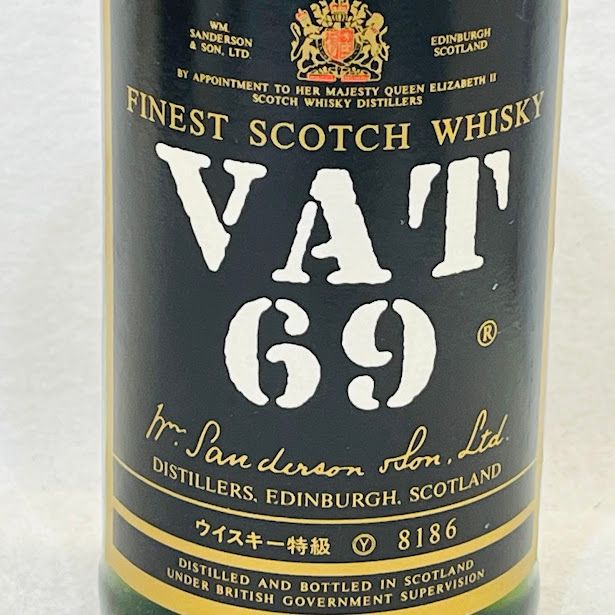 WM.
SANDERSON
& SON, LTD
EDINBURGH
SCOTLAND
BY APPOINTMENT TO HER MAJESTY QUEEN ELIZABETH II
SCOTCH WHISKY DISTILLERS
FINEST SCOTCH WHISKY
VAT
69 ®
Wm. Sanderson & Son, Ltd.
DISTILLERS, EDINBURGH, SCOTLAND
ウイスキー特級 Ⓨ 8186
DISTILLED AND BOTTLED IN SCOTLAND
UNDER BRITISH GOVERNMENT SUPERVISION